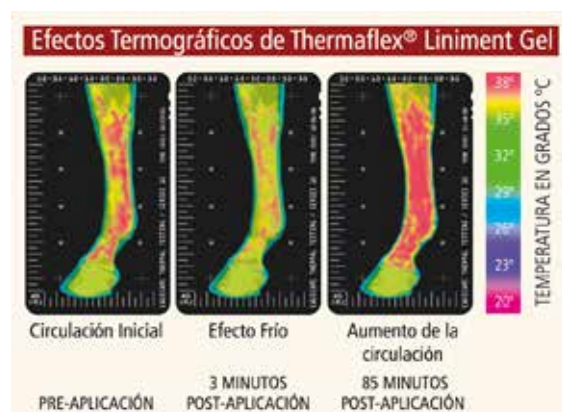 Efectos Termográficos de Thermaflex® Liniment Gel
38°
35°
32°
29°
26°
23°
20°
TEMPERATURA EN GRADOS °C
Circulación Inicial
Efecto Frío
Aumento de la
circulación
PRE-APLICACIÓN
3 MINUTOS
POST-APLICACIÓN
85 MINUTOS
POST-APLICACIÓN